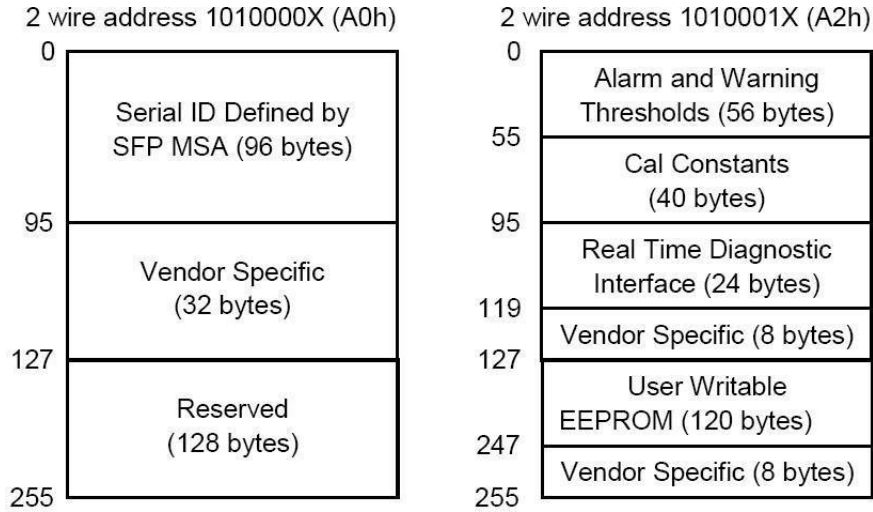 2 wire address 1010000X (A0h)
0
Serial ID Defined by
SFP MSA (96 bytes)
95
Vendor Specific
(32 bytes)
127
Reserved
(128 bytes)
255
2 wire address 1010001X (A2h)
0
Alarm and Warning
Thresholds (56 bytes)
55
Cal Constants
(40 bytes)
95
Real Time Diagnostic
Interface (24 bytes)
119
Vendor Specific (8 bytes)
127
User Writable
EEPROM (120 bytes)
247
Vendor Specific (8 bytes)
255